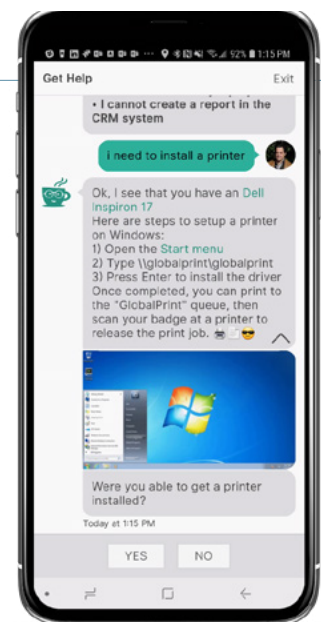 92% 1:15 PM
Get Help Exit
• I cannot create a report in the
CRM system
i need to install a printer
Ok, I see that you have an Dell
Inspiron 17
Here are steps to setup a printer
on Windows:
1) Open the Start menu
2) Type \\globalprint\globalprint
3) Press Enter to install the driver
Once completed, you can print to
the "GlobalPrint" queue, then
scan your badge at a printer to
release the print job.
Were you able to get a printer
installed?
Today at 1:15 PM
YES NO